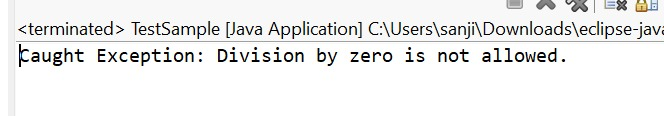 <terminated> TestSample [Java Application] C:\Users\sanji\Downloads\eclipse-java
Caught Exception: Division by zero is not allowed.